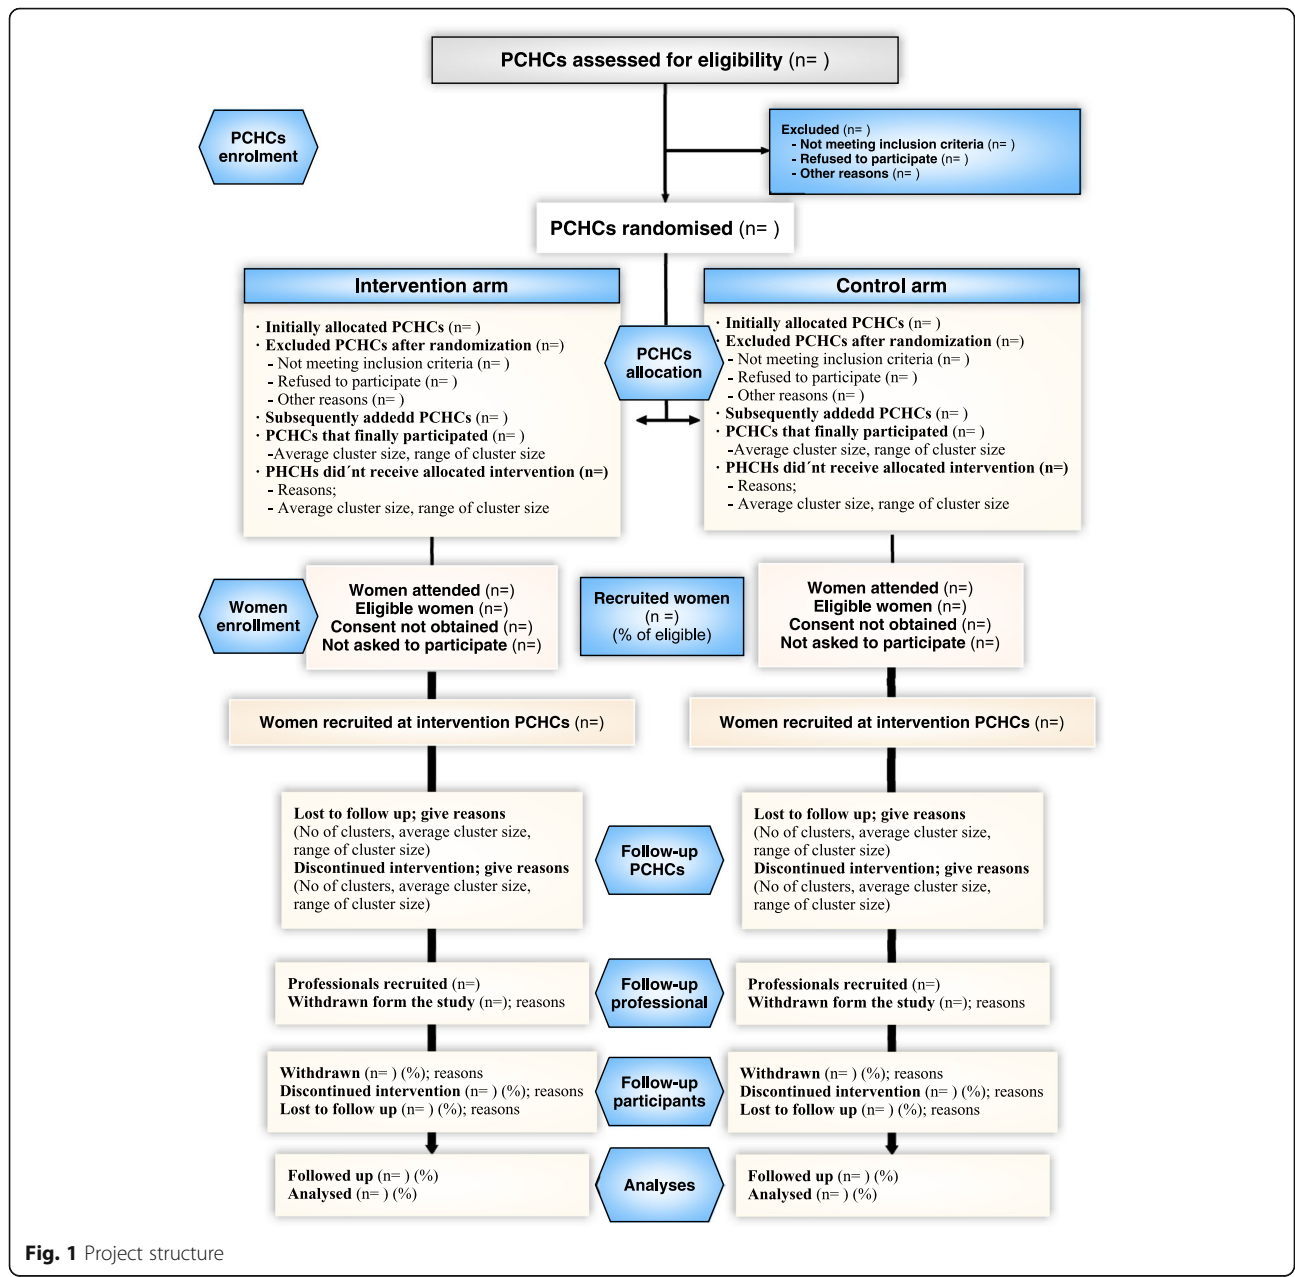 PCHCs assessed for eligibility (n= )
PCHCs
enrolment
Excluded (n= )
- Not meeting inclusion criteria (n= )
- Refused to participate (n= )
- Other reasons (n= )
PCHCs randomised (n= )
Intervention arm
· Initially allocated PCHCs (n= )
· Excluded PCHCs after randomization (n=)
- Not meeting inclusion criteria (n= )
- Refused to participate (n= )
- Other reasons (n= )
· Subsequently addedd PCHCs (n= )
· PCHCs that finally participated (n= )
-Average cluster size, range of cluster size
· PHCHs did´nt receive allocated intervention (n=)
- Reasons;
- Average cluster size, range of cluster size
PCHCs
allocation
Control arm
· Initially allocated PCHCs (n= )
· Excluded PCHCs after randomization (n=)
- Not meeting inclusion criteria (n= )
- Refused to participate (n= )
- Other reasons (n= )
· Subsequently addedd PCHCs (n= )
· PCHCs that finally participated (n= )
-Average cluster size, range of cluster size
· PHCHs did´nt receive allocated intervention (n=)
- Reasons;
- Average cluster size, range of cluster size
Women
enrollment
Women attended (n=)
Eligible women (n=)
Consent not obtained (n=)
Not asked to participate (n=)
Recruited women
(n =)
(% of eligible)
Women attended (n=)
Eligible women (n=)
Consent not obtained (n=)
Not asked to participate (n=)
Women recruited at intervention PCHCs (n=)
Women recruited at intervention PCHCs (n=)
Lost to follow up; give reasons
(No of clusters, average cluster size,
range of cluster size)
Discontinued intervention; give reasons
(No of clusters, average cluster size,
range of cluster size)
Follow-up
PCHCs
Lost to follow up; give reasons
(No of clusters, average cluster size,
range of cluster size)
Discontinued intervention; give reasons
(No of clusters, average cluster size,
range of cluster size)
Professionals recruited (n=)
Withdrawn form the study (n=); reasons
Follow-up
professional
Professionals recruited (n=)
Withdrawn form the study (n=); reasons
Withdrawn (n= ) (%); reasons
Discontinued intervention (n= ) (%); reasons
Lost to follow up (n= ) (%); reasons
Follow-up
participants
Withdrawn (n= ) (%); reasons
Discontinued intervention (n= ) (%); reasons
Lost to follow up (n= ) (%); reasons
Followed up (n= ) (%)
Analysed (n= ) (%)
Analyses
Followed up (n= ) (%)
Analysed (n= ) (%)
Fig. 1 Project structure